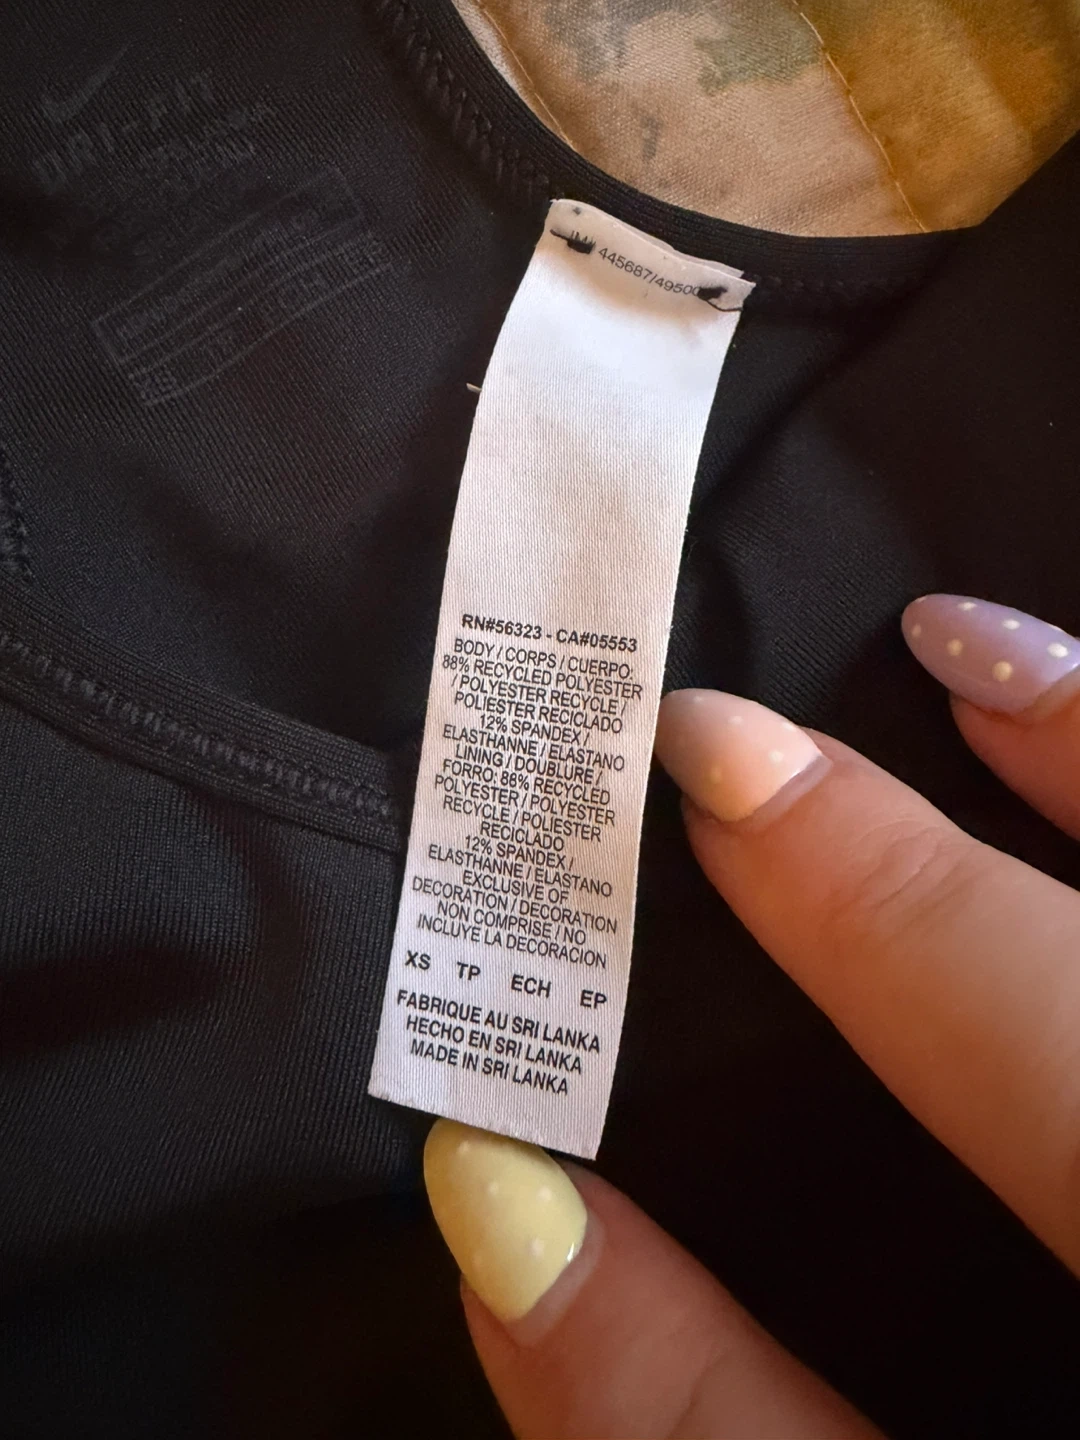 DRI-FIT
445687/49500
RN#56323 - CA#05553
BODY / CORPS / CUERPO:
88% RECYCLED POLYESTER
/ POLYESTER RECYCLE /
POLIESTER RECICLADO
12% SPANDEX /
ELASTHANNE / ELASTANO
LINING / DOUBLURE /
FORRO: 88% RECYCLED
POLYESTER / POLYESTER
RECYCLE / POLIESTER
RECICLADO
12% SPANDEX /
ELASTHANNE / ELASTANO
EXCLUSIVE OF
DECORATION / DECORATION
NON COMPRISE / NO
INCLUYE LA DECORACION
XS TP ECH EP
FABRIQUE AU SRI LANKA
HECHO EN SRI LANKA
MADE IN SRI LANKA